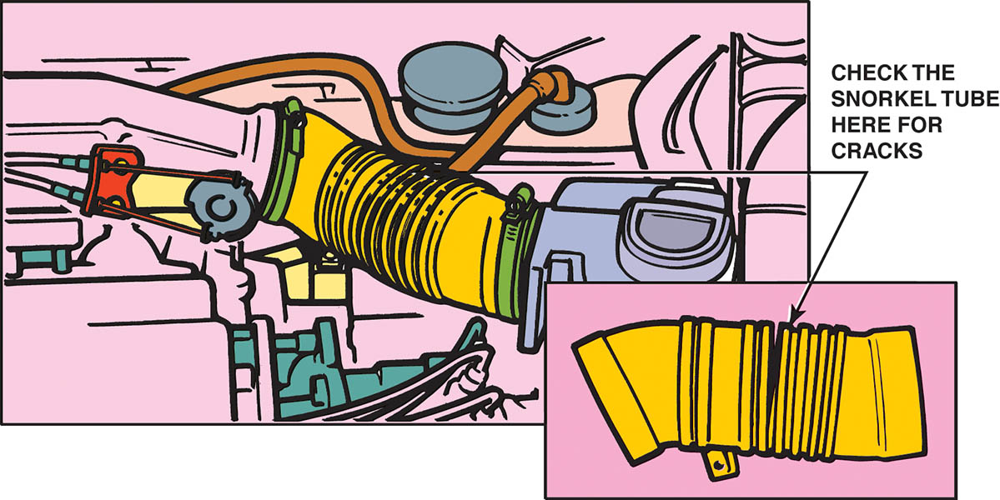 CHECK THE
SNORKEL TUBE
HERE FOR
CRACKS